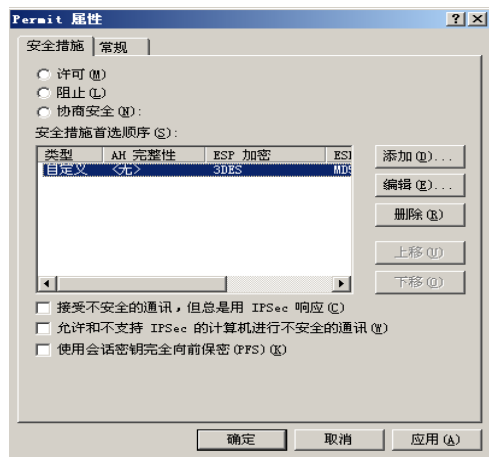 Permit 属性
安全措施 常规
许可(M)
阻止(L)
协商安全(N):
安全措施首选顺序(S):
类型 AH 完整性 ESP 加密 ESI
自定义 <无> 3DES MD5
添加(D)...
编辑(E)...
删除(R)
上移(U)
下移(O)
接受不安全的通讯，但总是用 IPSec 响应(C)
允许和不支持 IPSec 的计算机进行不安全的通讯(W)
使用会话密钥完全向前保密(PFS)(K)
确定 取消 应用(A)